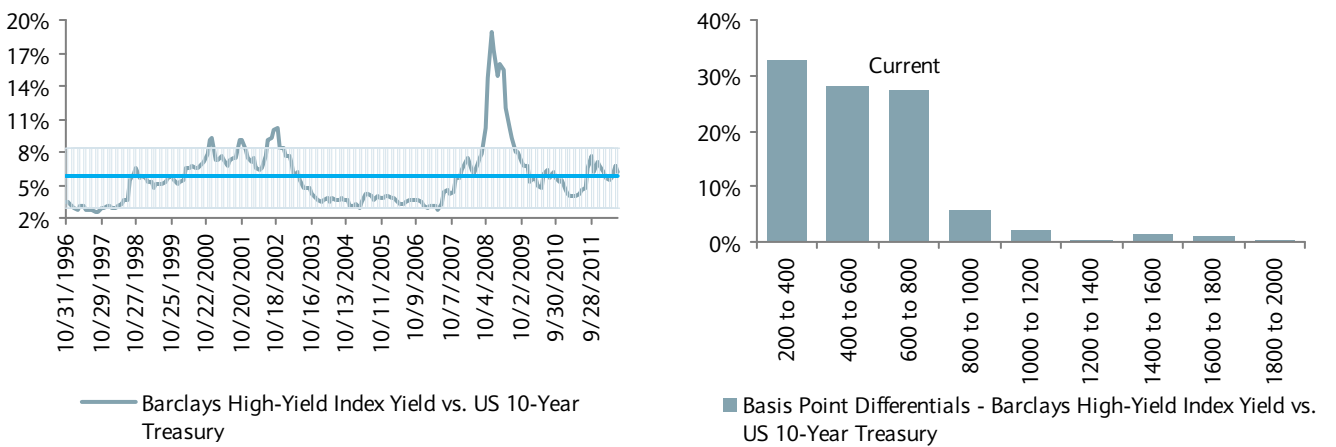 20%
17%
14%
11%
8%
5%
2%
10/31/1996
10/29/1997
10/27/1998
10/25/1999
10/22/2000
10/20/2001
10/18/2002
10/16/2003
10/13/2004
10/11/2005
10/9/2006
10/7/2007
10/4/2008
10/2/2009
9/30/2010
9/28/2011
Barclays High-Yield Index Yield vs. US 10-Year
Treasury
40%
30%
20%
10%
0%
Current
200 to 400
400 to 600
600 to 800
800 to 1000
1000 to 1200
1200 to 1400
1400 to 1600
1600 to 1800
1800 to 2000
Basis Point Differentials - Barclays High-Yield Index Yield vs.
US 10-Year Treasury